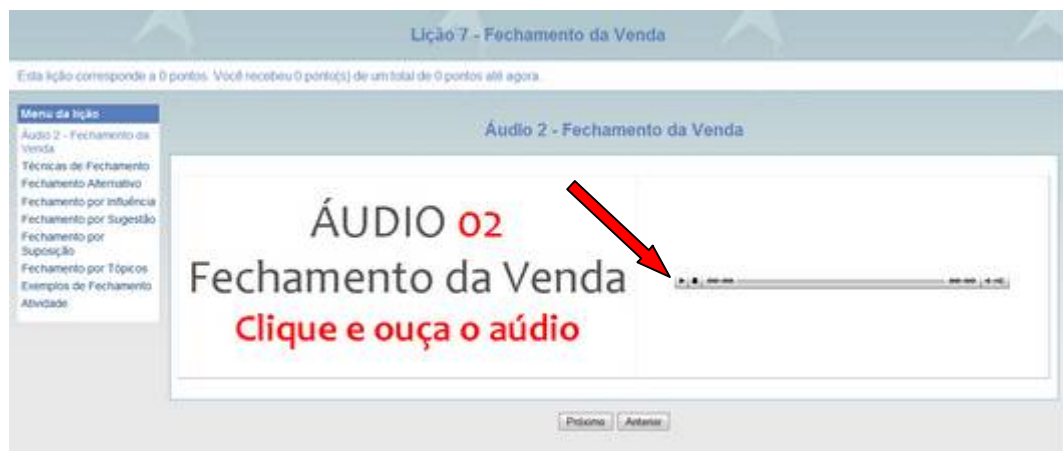 Lição 7 - Fechamento da Venda
Esta lição corresponde a 0 pontos. Você recebeu 0 ponto(s) de um total de 0 pontos até agora.
Menu da lição
Áudio 2 - Fechamento da
Venda
Técnicas de Fechamento
Fechamento Alternativo
Fechamento por Influência
Fechamento por Sugestão
Fechamento por
Suposição
Fechamento por Tópicos
Exemplos de Fechamento
Atividade
Áudio 2 - Fechamento da Venda
ÁUDIO 02
Fechamento da Venda
Clique e ouça o aúdio
Próximo Anterior